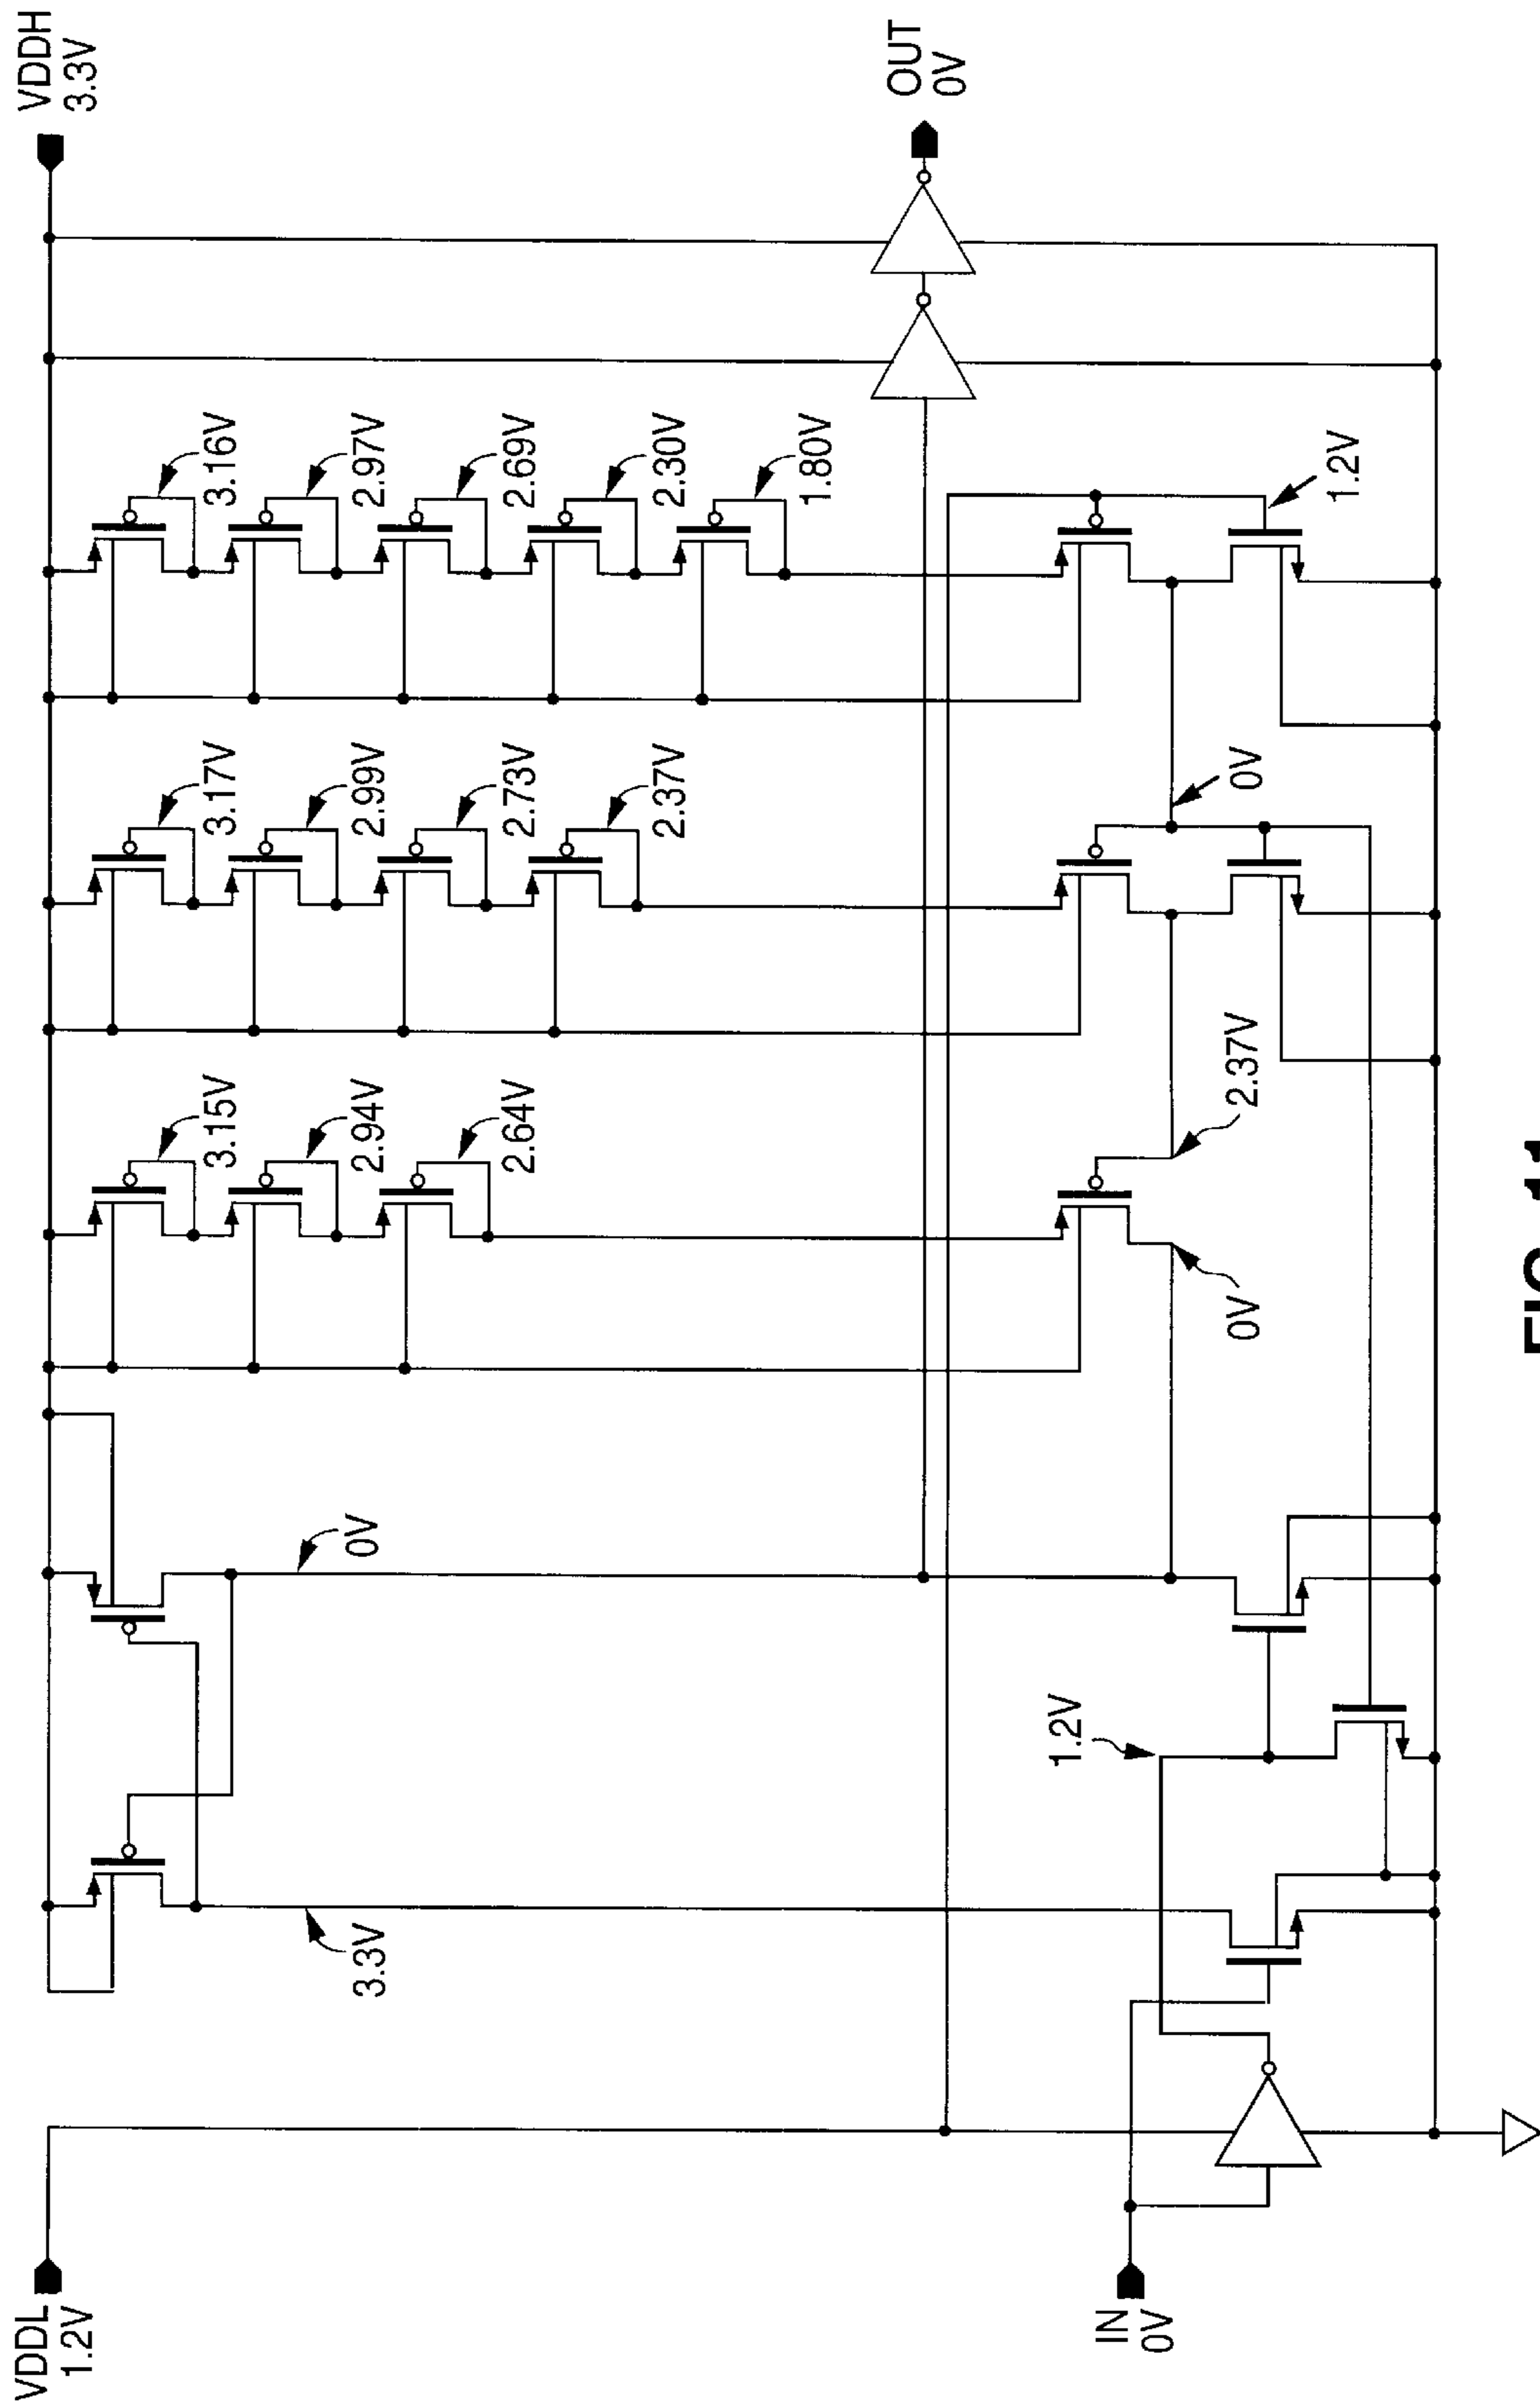 VDDL
1.2V
VDDH
3.3V
3.15V
3.17V
3.16V
3.3V
0V
2.94V
2.99V
2.97V
2.64V
2.73V
2.69V
2.37V
2.30V
1.80V
OUT
0V
1.2V
IN
0V
0V
2.37V
0V
1.2V